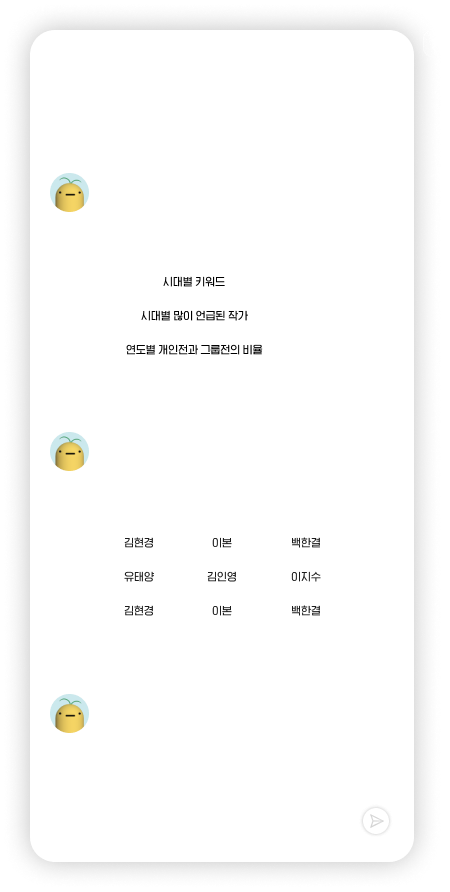 시대별 키워드
시대별 많이 언급된 작가
연도별 개인전과 그룹전의 비율
김현경 이본 백한결
유태양 김인영 이지수
김현경 이본 백한결